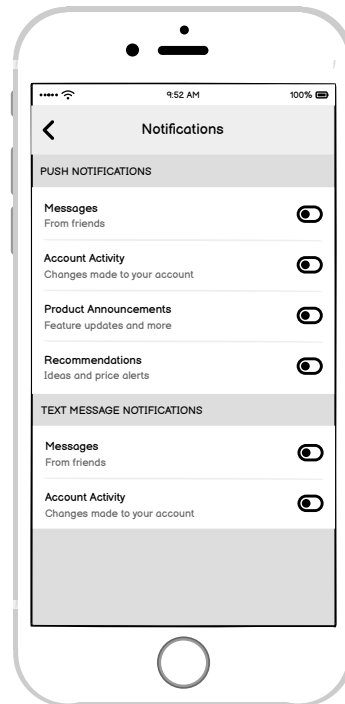 9:52 AM
100%
Notifications
PUSH NOTIFICATIONS
Messages
From friends
Account Activity
Changes made to your account
Product Announcements
Feature updates and more
Recommendations
Ideas and price alerts
TEXT MESSAGE NOTIFICATIONS
Messages
From friends
Account Activity
Changes made to your account